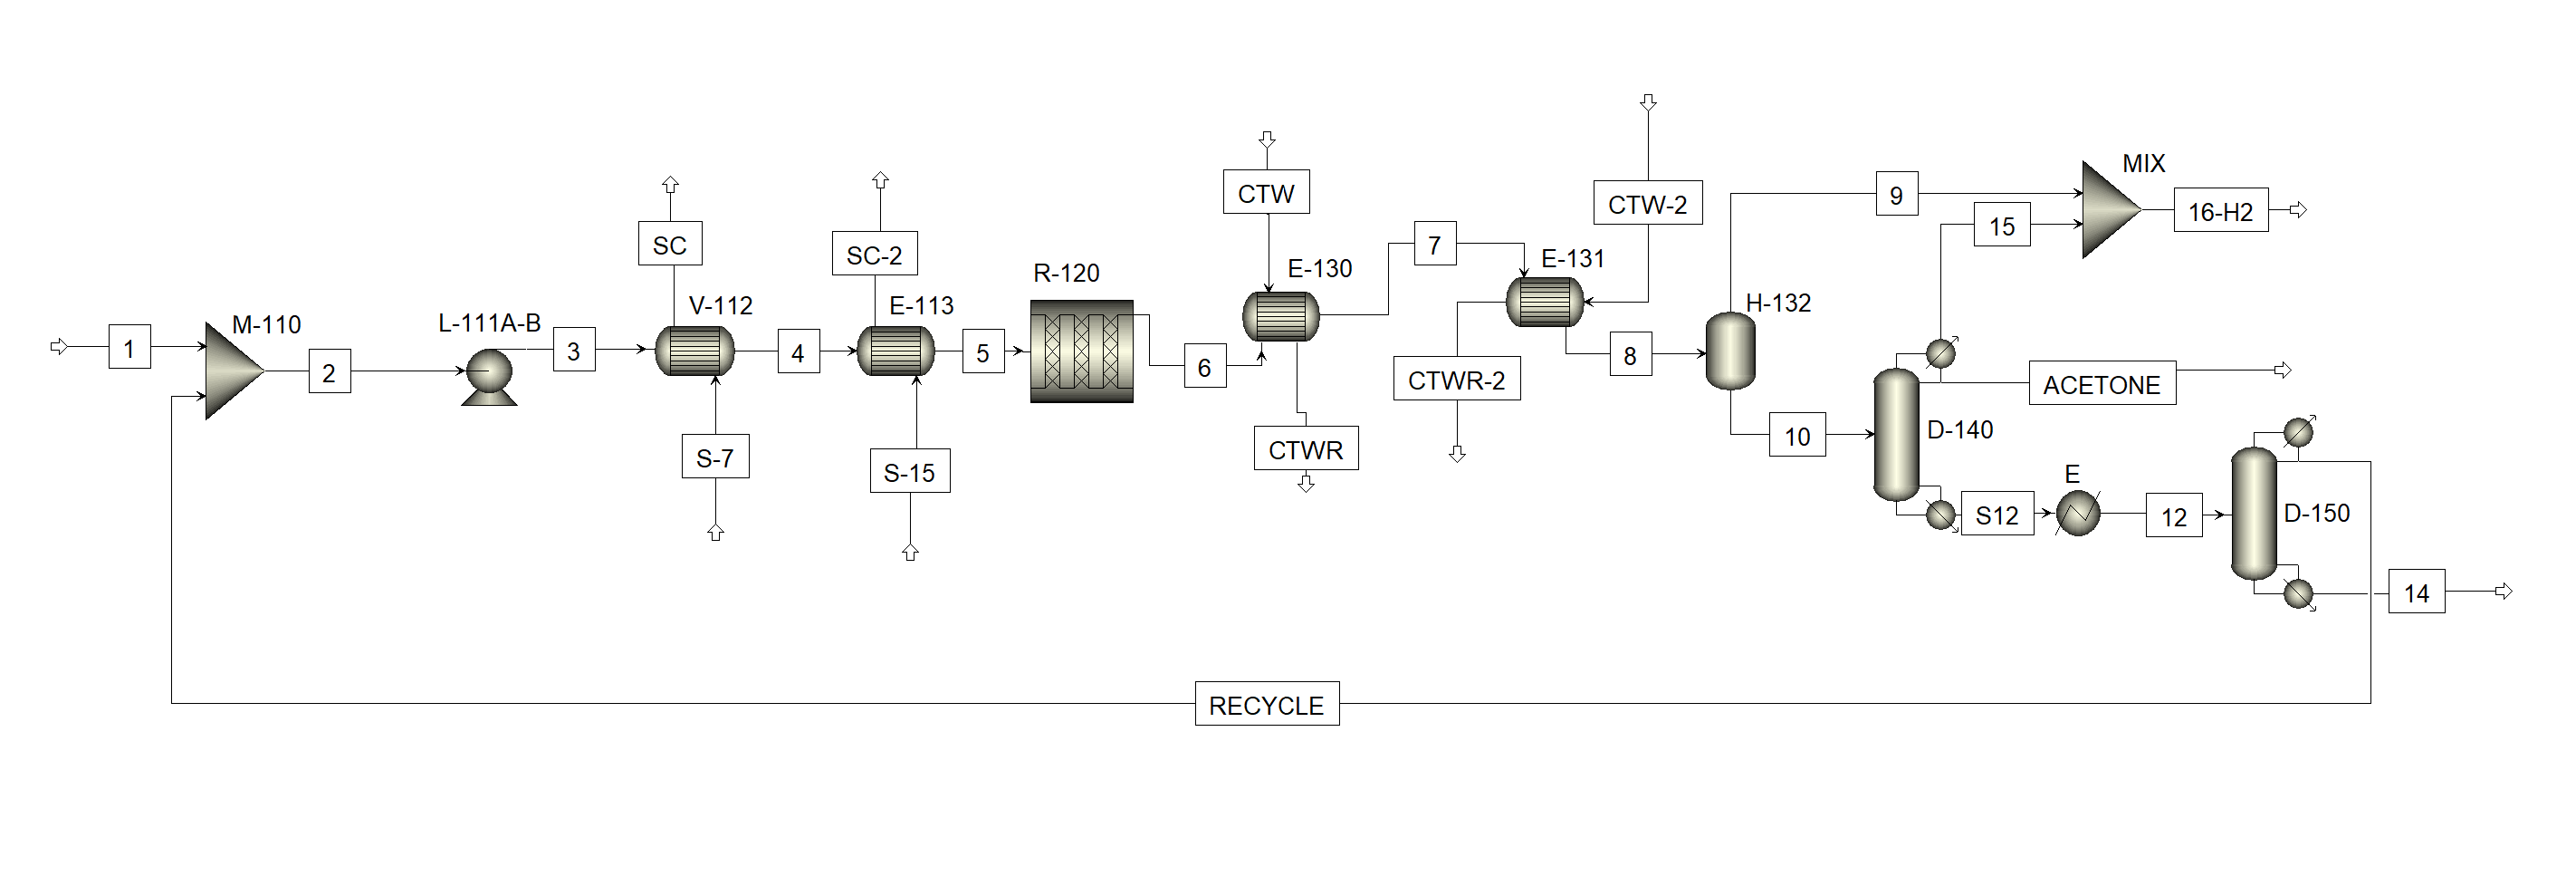 1
M-110
2
L-111A-B
3
SC
V-112
S-7
4
SC-2
E-113
S-15
5
R-120
6
CTW
E-130
CTWR
7
CTW-2
E-131
CTWR-2
8
H-132
9
10
15
MIX
16-H2
ACETONE
D-140
S12
E
12
D-150
14
RECYCLE